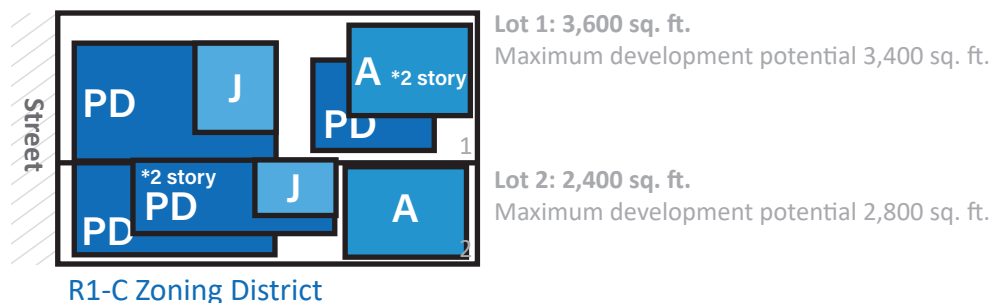 Street
PD
J
A *2 story
PD
1
*2 story
PD
J
PD
A
2
Lot 1: 3,600 sq. ft.
Maximum development potential 3,400 sq. ft.
Lot 2: 2,400 sq. ft.
Maximum development potential 2,800 sq. ft.
R1-C Zoning District